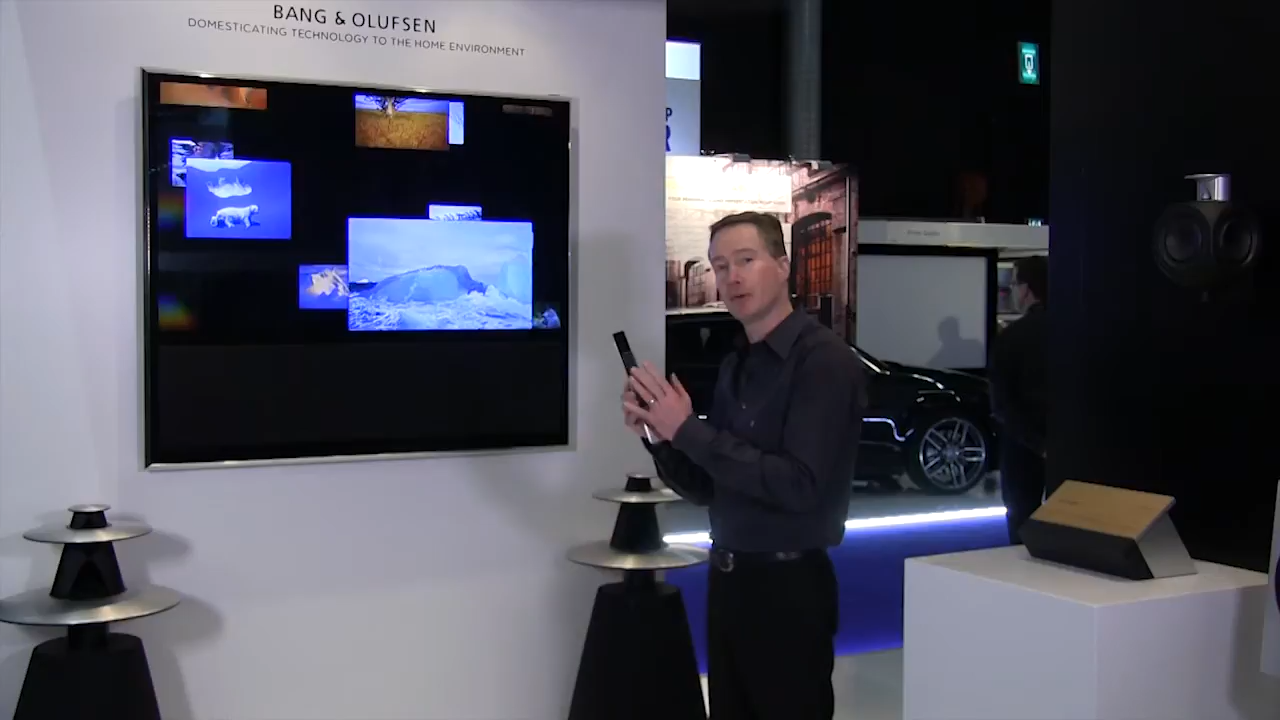 BANG & OLUFSEN
DOMESTICATING TECHNOLOGY TO THE HOME ENVIRONMENT
P
R